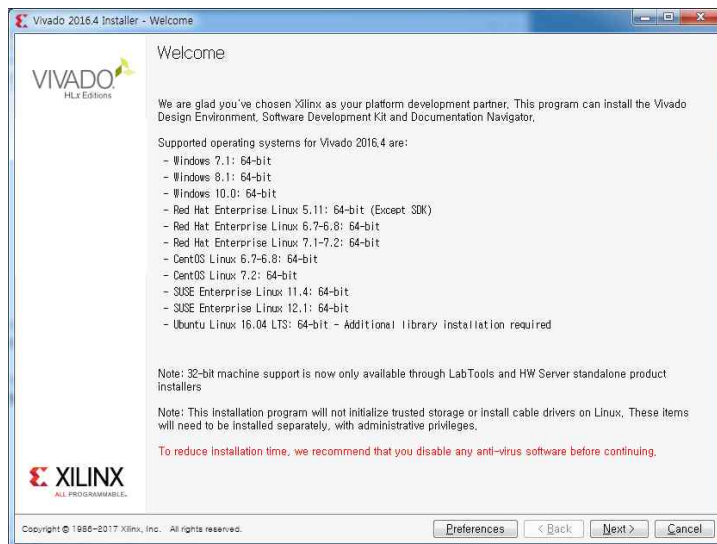 Vivado 2016.4 Installer - Welcome
VIVADO.
HLx Editions
Welcome
We are glad you've chosen Xilinx as your platform development partner. This program can install the Vivado
Design Environment, Software Development Kit and Documentation Navigator.
Supported operating systems for Vivado 2016.4 are:
- Windows 7.1: 64-bit
- Windows 8.1: 64-bit
- Windows 10.0: 64-bit
- Red Hat Enterprise Linux 5.11: 64-bit (Except SDK)
- Red Hat Enterprise Linux 6.7-6.8: 64-bit
- Red Hat Enterprise Linux 7.1-7.2: 64-bit
- CentOS Linux 6.7-6.8: 64-bit
- CentOS Linux 7.2: 64-bit
- SUSE Enterprise Linux 11.4: 64-bit
- SUSE Enterprise Linux 12.1: 64-bit
- Ubuntu Linux 16.04 LTS: 64-bit - Additional library installation required
Note: 32-bit machine support is now only available through LabTools and HW Server standalone product
installers
Note: This installation program will not initialize trusted storage or install cable drivers on Linux. These items
will need to be installed separately, with administrative privileges.
To reduce installation time, we recommend that you disable any anti-virus software before continuing.
XILINX
ALL PROGRAMMABLE.
Copyright © 1986-2017 Xilinx, Inc. All rights reserved.
Preferences
< Back
Next >
Cancel